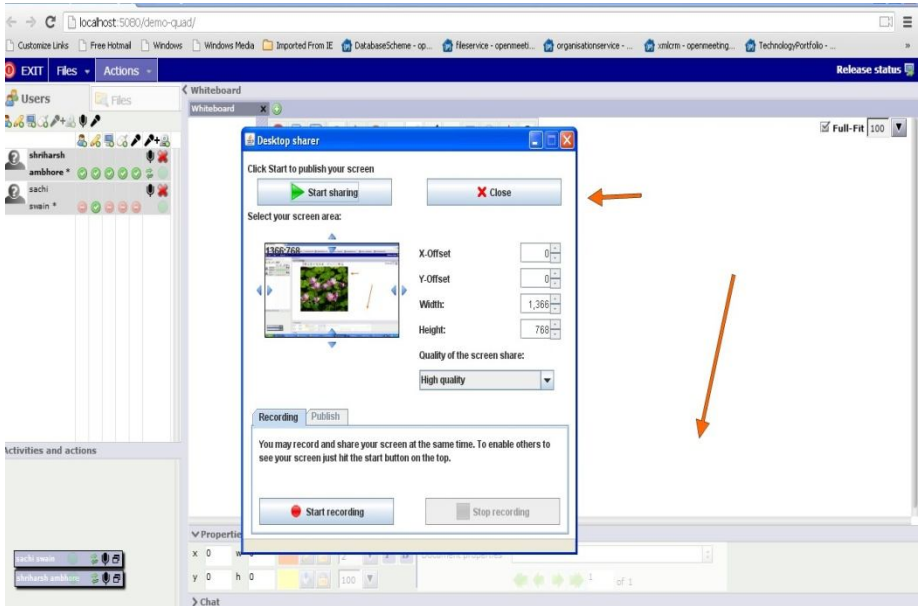 localhost:5080/demo-quad/
Customize Links Free Hotmail Windows Windows Media Imported From IE DatabaseScheme - op... fileservice - openmeeti... organisationservice - ... xmlcrm - openmeeting... TechnologyPortfolio - ... »
EXIT Files Actions Release status
Users Files
Whiteboard
Whiteboard x
Full-Fit 100
shriharsh
ambhore *
sachi
swain *
Desktop sharer
Click Start to publish your screen
Start sharing Close
Select your screen area:
1366:768
X-Offset 0
Y-Offset 0
Width: 1,366
Height: 768
Quality of the screen share:
High quality
Recording Publish
You may record and share your screen at the same time. To enable others to
see your screen just hit the start button on the top.
Start recording Stop recording
Activities and actions
sachi swain
shriharsh ambhore
Propertie
x 0 w
y 0 h 0 100 1 of 1
Chat